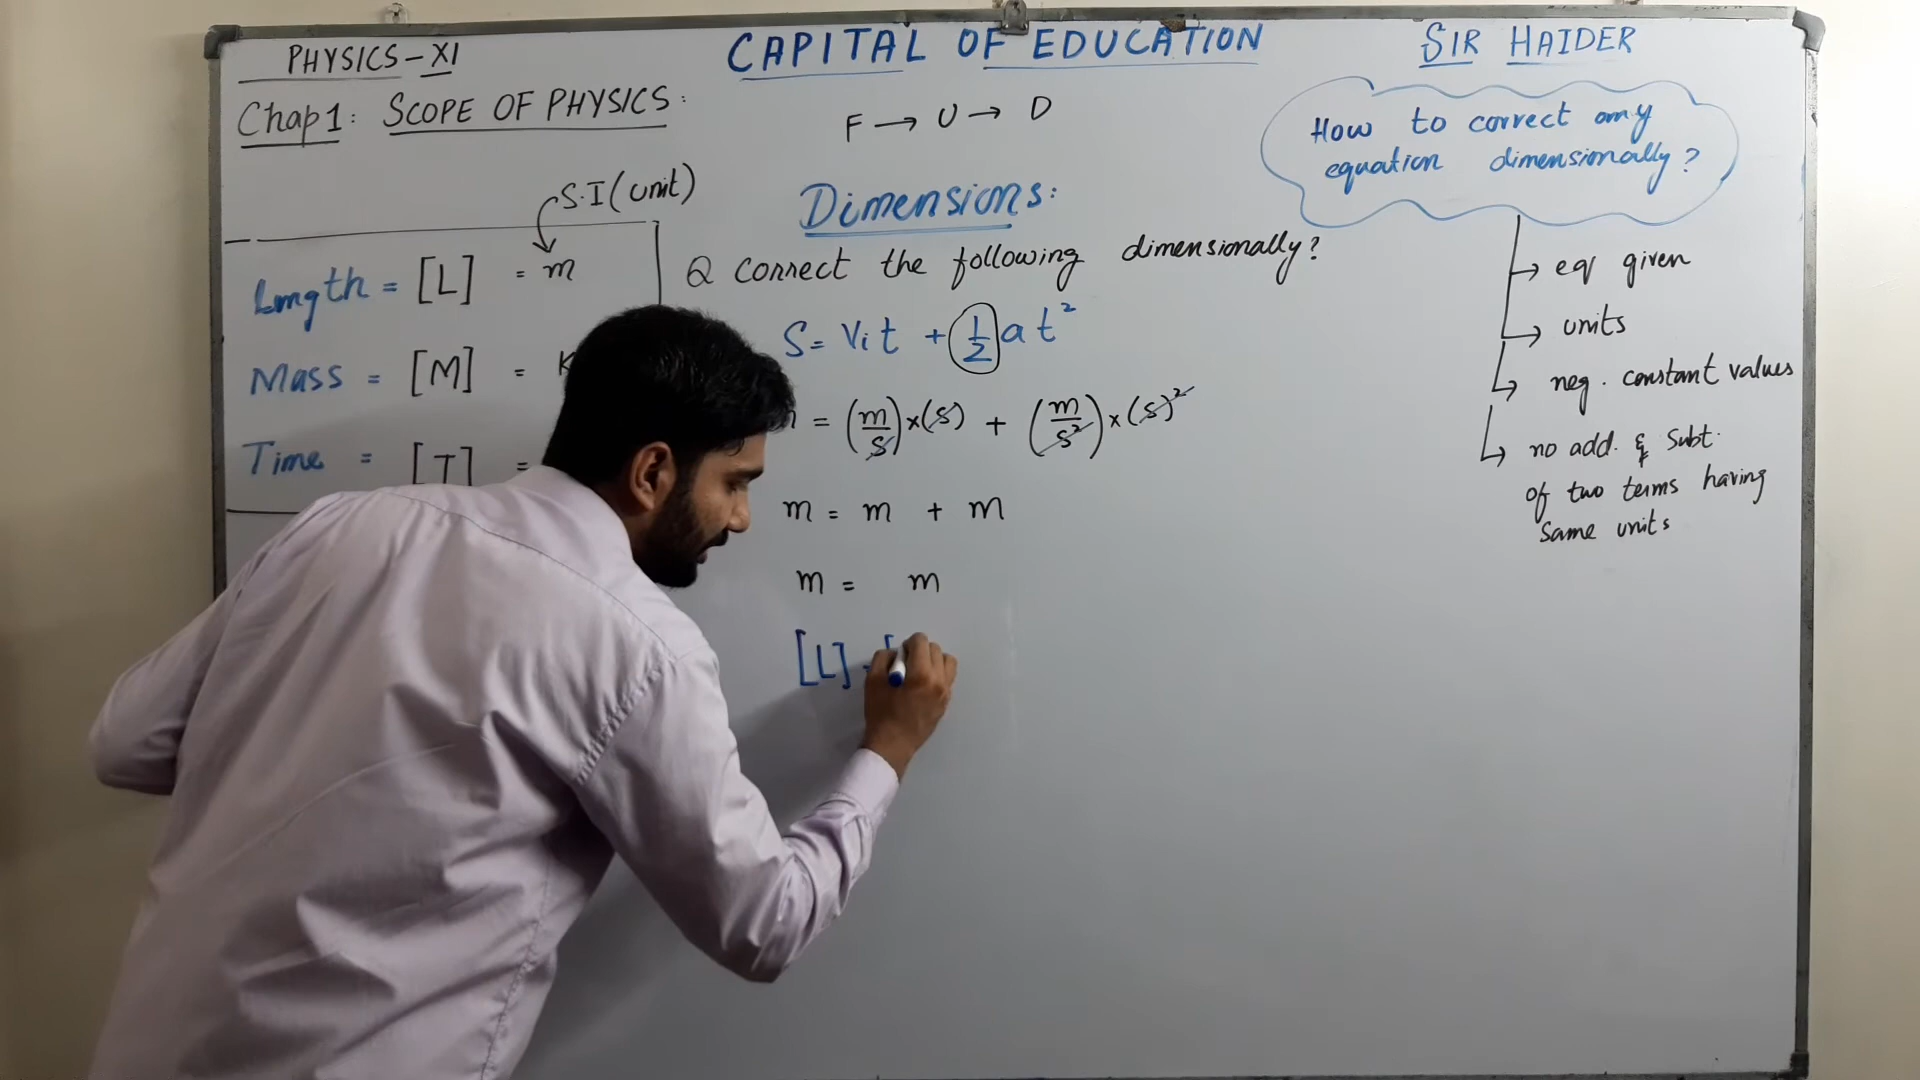 PHYSICS-XI
CAPITAL OF EDUCATION
SIR HAIDER
Chap1: SCOPE OF PHYSICS:
F → U → D
S.I (unit)
Length = [L] = m
Mass = [M] = K
Time = [T] =
Dimensions:
Q Correct the following dimensionally?
S = Vi t + 1/2 a t²
= (m/s) × (s) + (m/s²) × (s)²
m = m + m
m = m
[L]
How to correct any
equation dimensionally?
→ eq given
→ units
→ neg. constant values
→ no add. & Subt.
of two terms having
same units